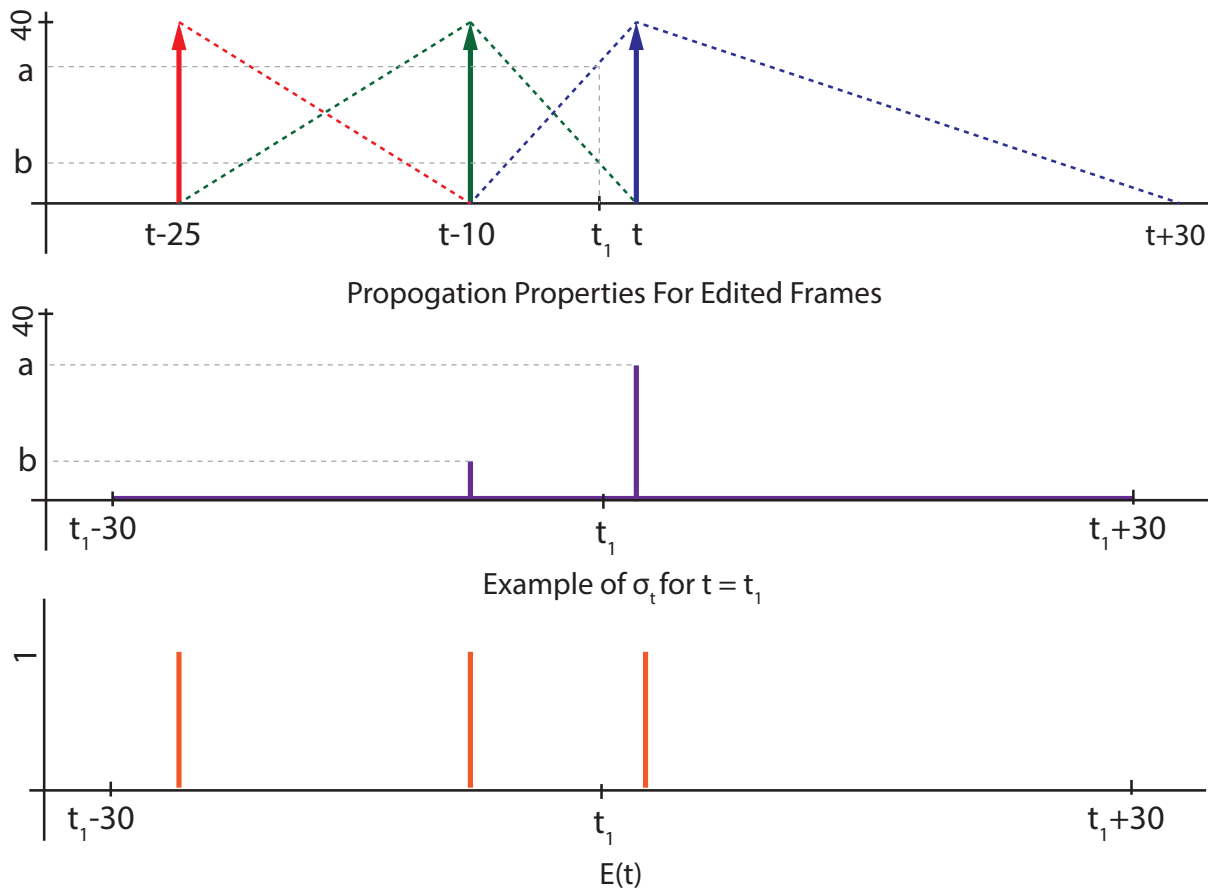 40
a
b
t-25 t-10 t₁ t t+30
Propogation Properties For Edited Frames
40
a
b
t₁-30 t₁ t₁+30
Example of σₜ for t = t₁
1
t₁-30 t₁ t₁+30
E(t)